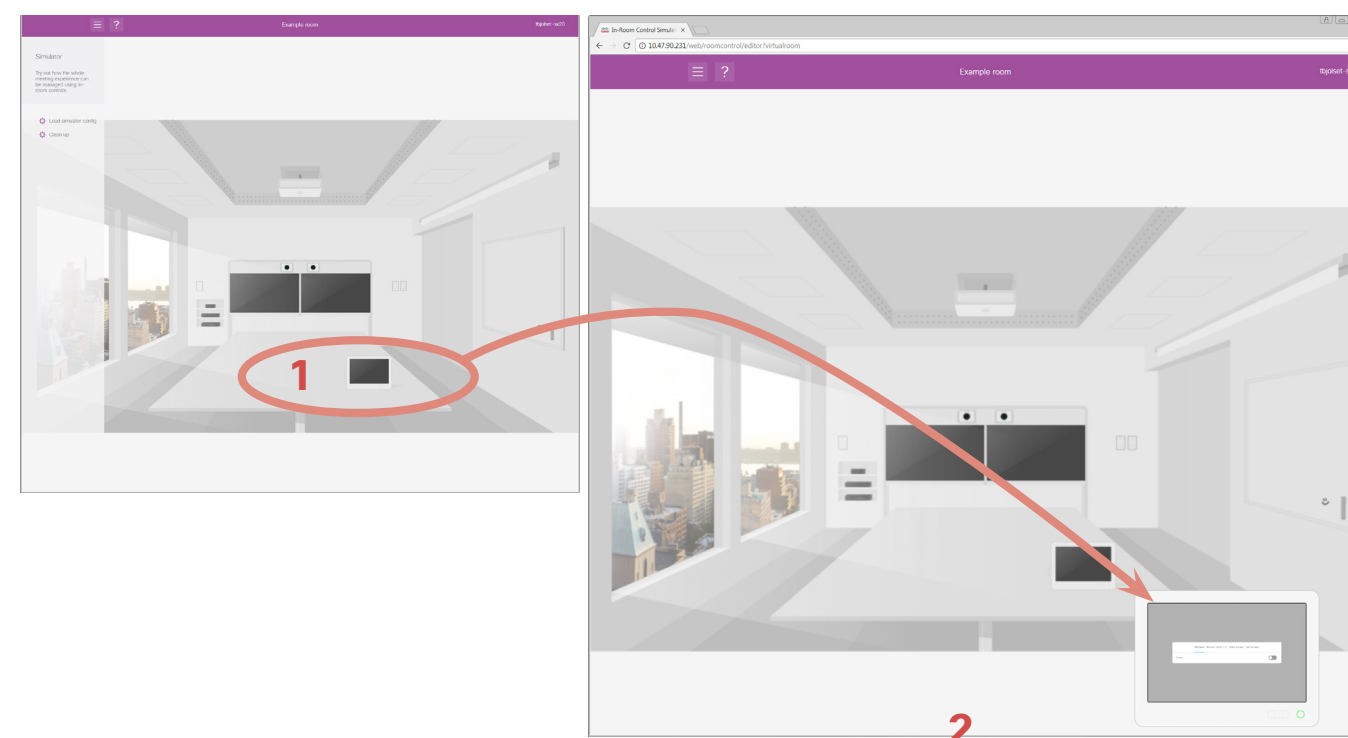 Example room
Simulator
Try out how the whole
meeting experience can
be managed using in-
room controls.
Load simulator config
Clean up
1
In-Room Control Simula
10.47.90.231/web/roomcontrol/editor?virtualroom
Example room
2